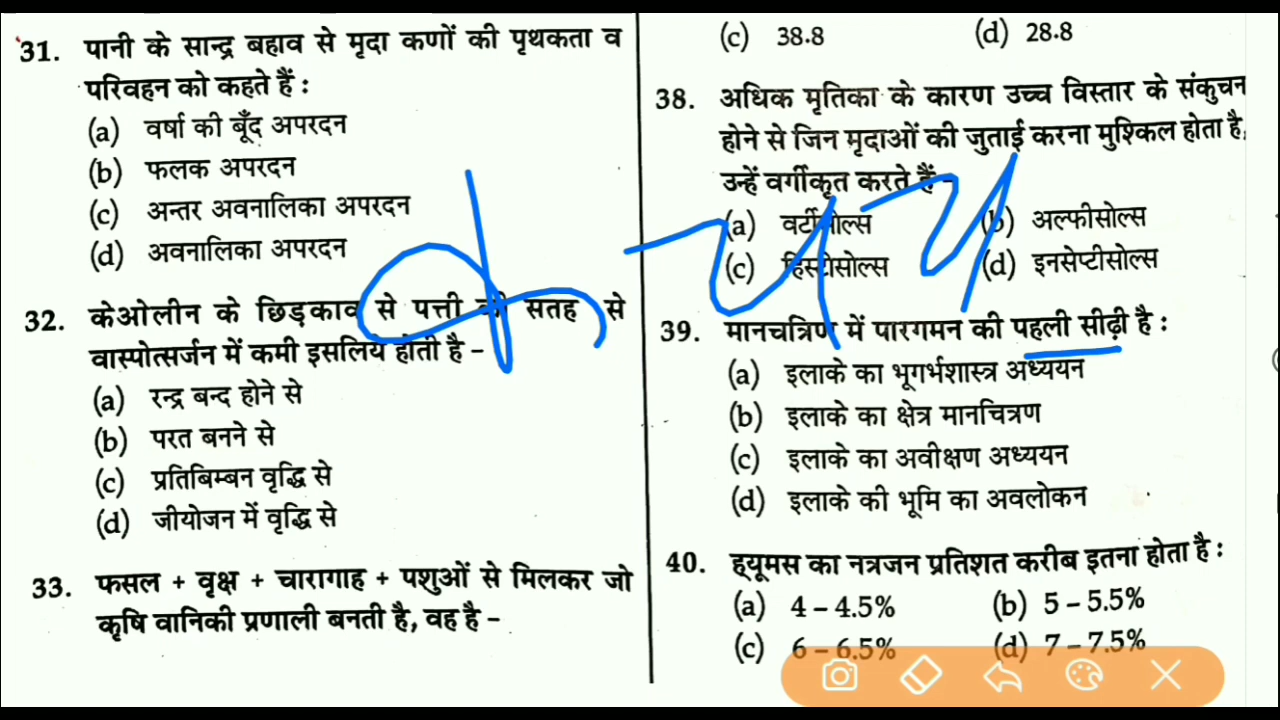 31. पानी के सान्द्र बहाव से मृदा कणों की पृथकता व
परिवहन को कहते हैं :
(a) वर्षा की बूँद अपरदन
(b) फलक अपरदन
(c) अन्तर अवनालिका अपरदन
(d) अवनालिका अपरदन
32. केओलीन के छिड़काव से पत्ती की सतह से
वास्पोत्सर्जन में कमी इसलिये होती है –
(a) रन्द्र बन्द होने से
(b) परत बनने से
(c) प्रतिबिम्बन वृद्धि से
(d) जीयोजन में वृद्धि से
33. फसल + वृक्ष + चारागाह + पशुओं से मिलकर जो
कृषि वानिकी प्रणाली बनती है, वह है –
(c) 38.8 (d) 28.8
38. अधिक मृतिका के कारण उच्च विस्तार के संकुचन
होने से जिन मृदाओं की जुताई करना मुश्किल होता है,
उन्हें वर्गीकृत करते हैं –
(a) वर्टीसोल्स (b) अल्फीसोल्स
(c) हिस्टोसोल्स (d) इनसेप्टीसोल्स
39. मानचत्रिण में पारगमन की पहली सीढ़ी है :
(a) इलाके का भूगर्भशास्त्र अध्ययन
(b) इलाके का क्षेत्र मानचित्रण
(c) इलाके का अवीक्षण अध्ययन
(d) इलाके की भूमि का अवलोकन
40. ह्यूमस का नत्रजन प्रतिशत करीब इतना होता है :
(a) 4 – 4.5% (b) 5 – 5.5%
(c) 6 – 6.5% (d) 7 – 7.5%